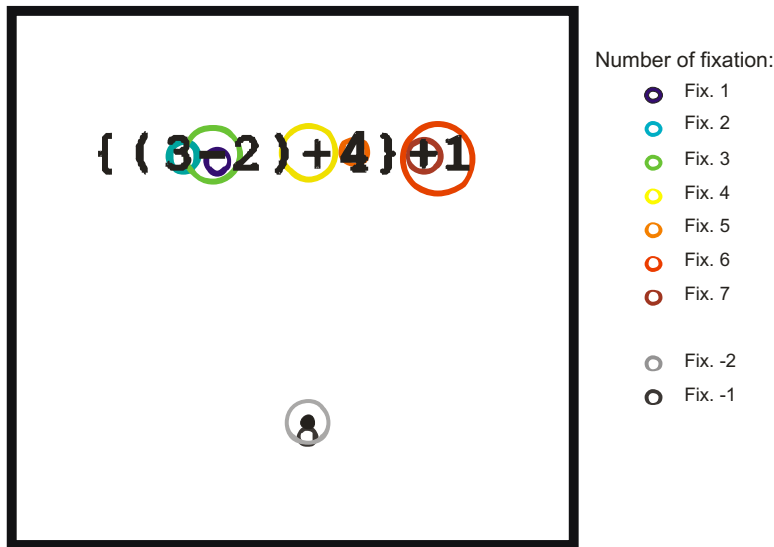 {(3-2)+4}+1
Number of fixation:
Fix. 1
Fix. 2
Fix. 3
Fix. 4
Fix. 5
Fix. 6
Fix. 7
Fix. -2
Fix. -1